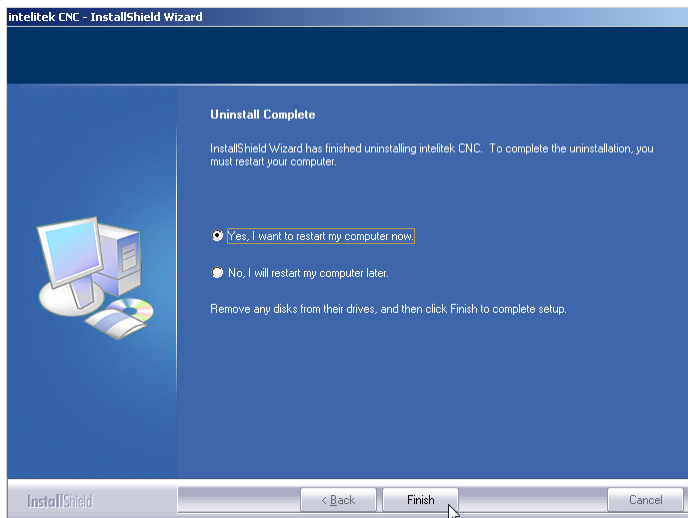 intelitek CNC - InstallShield Wizard
Uninstall Complete
InstallShield Wizard has finished uninstalling intelitek CNC. To complete the uninstallation, you
must restart your computer.
Yes, I want to restart my computer now.
No, I will restart my computer later.
Remove any disks from their drives, and then click Finish to complete setup.
InstallShield
< Back
Finish
Cancel